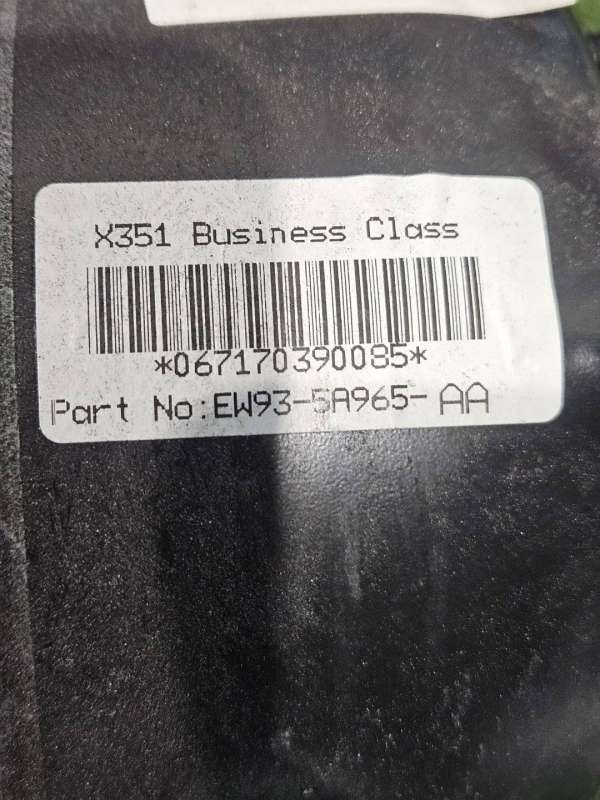 X351 Business Class
*067170390085*
Part No:EW93-5A965-AA